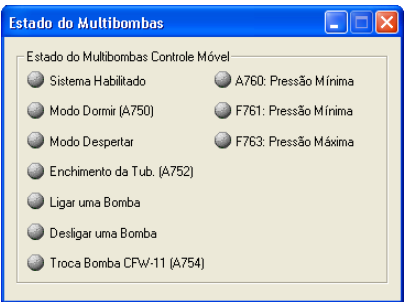 Estado do Multibombas
Estado do Multibombas Controle Móvel
Sistema Habilitado
Modo Dormir (A750)
Modo Despertar
Enchimento da Tub. (A752)
Ligar uma Bomba
Desligar uma Bomba
Troca Bomba CFW-11 (A754)
A760: Pressão Mínima
F761: Pressão Mínima
F763: Pressão Máxima